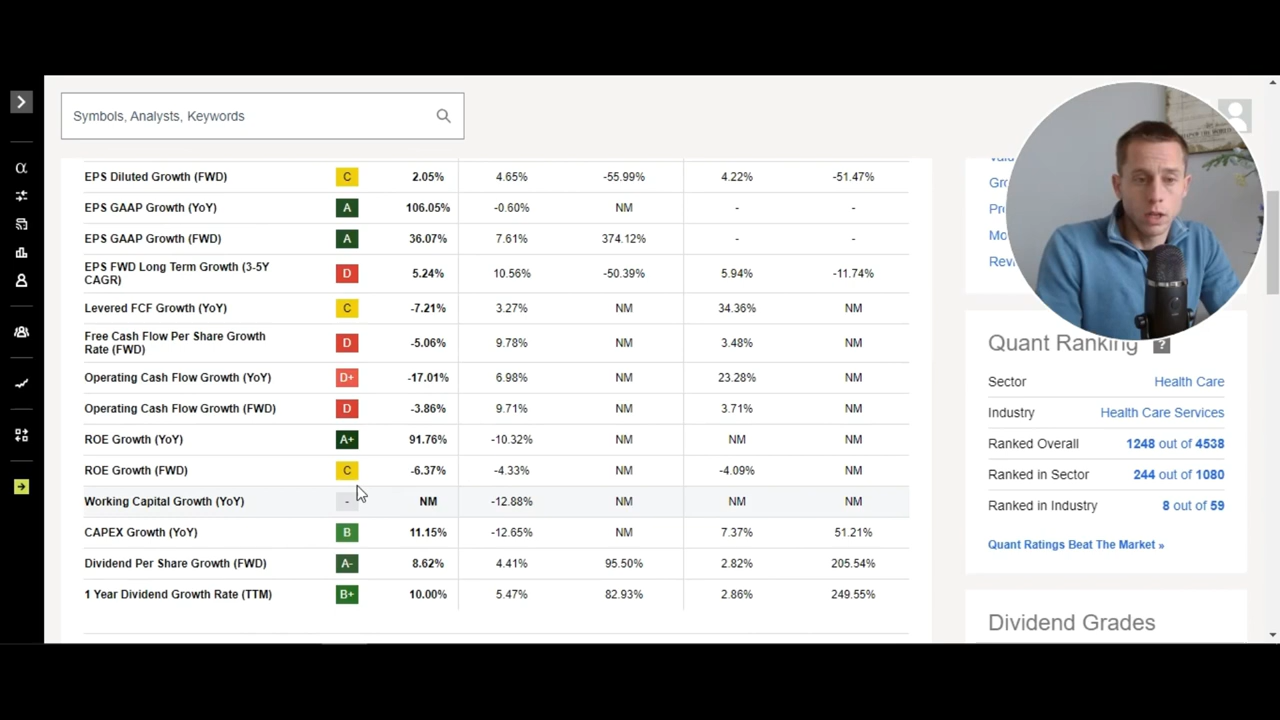 Symbols, Analysts, Keywords
EPS Diluted Growth (FWD) C 2.05% 4.65% -55.99% 4.22% -51.47%
EPS GAAP Growth (YoY) A 106.05% -0.60% NM - -
EPS GAAP Growth (FWD) A 36.07% 7.61% 374.12% - -
EPS FWD Long Term Growth (3-5Y
CAGR) D 5.24% 10.56% -50.39% 5.94% -11.74%
Levered FCF Growth (YoY) C -7.21% 3.27% NM 34.36% NM
Free Cash Flow Per Share Growth
Rate (FWD) D -5.06% 9.78% NM 3.48% NM
Operating Cash Flow Growth (YoY) D+ -17.01% 6.98% NM 23.28% NM
Operating Cash Flow Growth (FWD) D -3.86% 9.71% NM 3.71% NM
ROE Growth (YoY) A+ 91.76% -10.32% NM NM NM
ROE Growth (FWD) C -6.37% -4.33% NM -4.09% NM
Working Capital Growth (YoY) - NM -12.88% NM NM NM
CAPEX Growth (YoY) B 11.15% -12.65% NM 7.37% 51.21%
Dividend Per Share Growth (FWD) A- 8.62% 4.41% 95.50% 2.82% 205.54%
1 Year Dividend Growth Rate (TTM) B+ 10.00% 5.47% 82.93% 2.86% 249.55%
Quant Ranking ?
Sector Health Care
Industry Health Care Services
Ranked Overall 1248 out of 4538
Ranked in Sector 244 out of 1080
Ranked in Industry 8 out of 59
Quant Ratings Beat The Market »
Dividend Grades